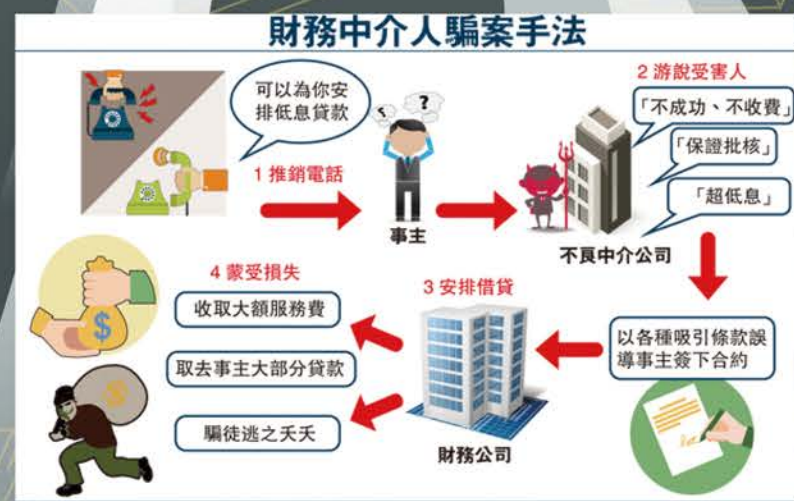 財務中介人騙案手法
可以為你安
排低息貸款
1 推銷電話
事主
2 游說受害人
「不成功、不收費」
「保證批核」
「超低息」
不良中介公司
以各種吸引條款誤
導事主簽下合約
3 安排借貸
財務公司
4 蒙受損失
收取大額服務費
取去事主大部分貸款
騙徒逃之夭夭